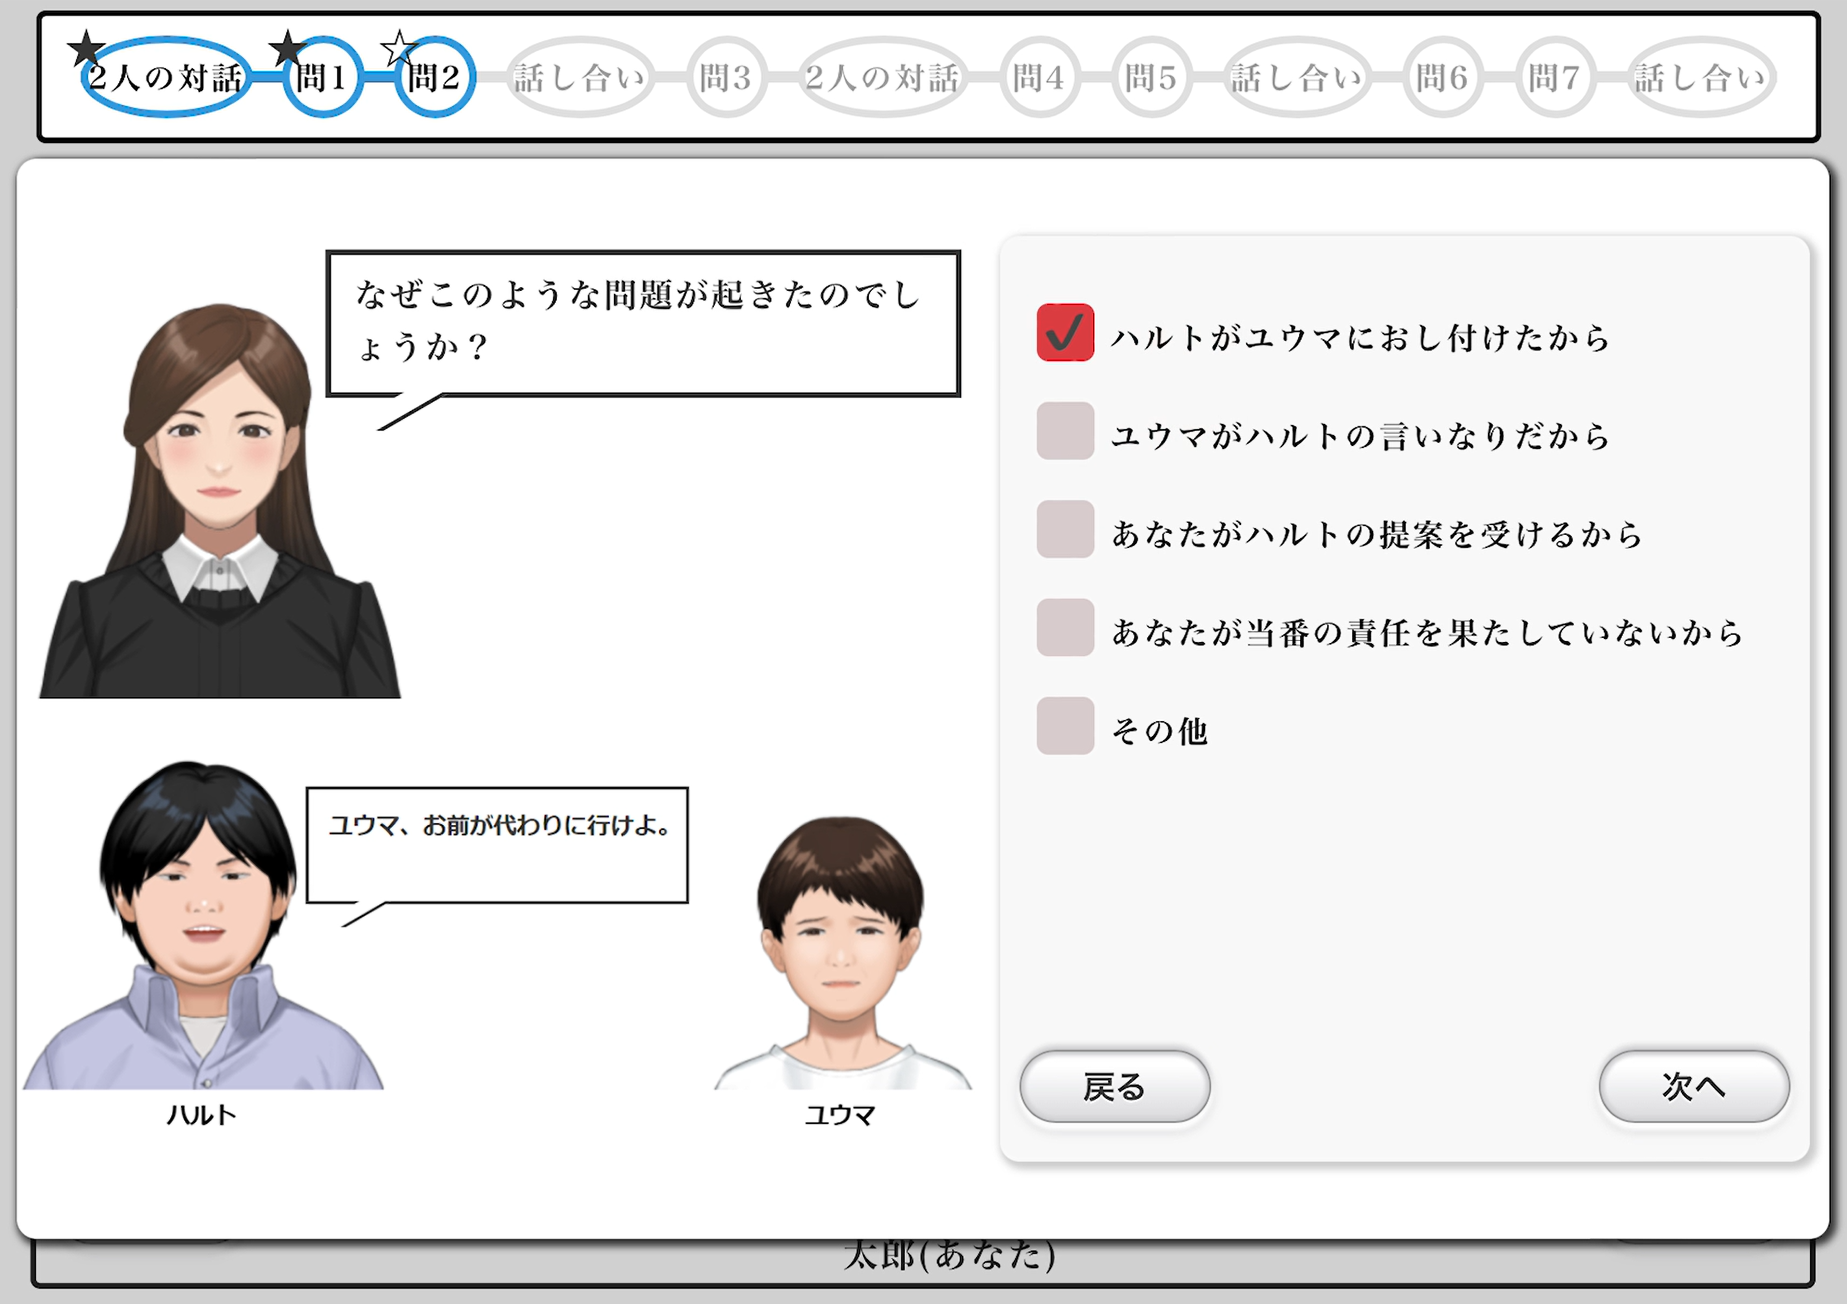 2人の対話 問1 問2 話し合い 問3 2人の対話 問4 問5 話し合い 問6 問7 話し合い
なぜこのような問題が起きたのでし
ょうか？
ハルトがユウマにおし付けたから
ユウマがハルトの言いなりだから
あなたがハルトの提案を受けるから
あなたが当番の責任を果たしていないから
その他
ユウマ、お前が代わりに行けよ。
ハルト
ユウマ
戻る
次へ
太郎(あなた)